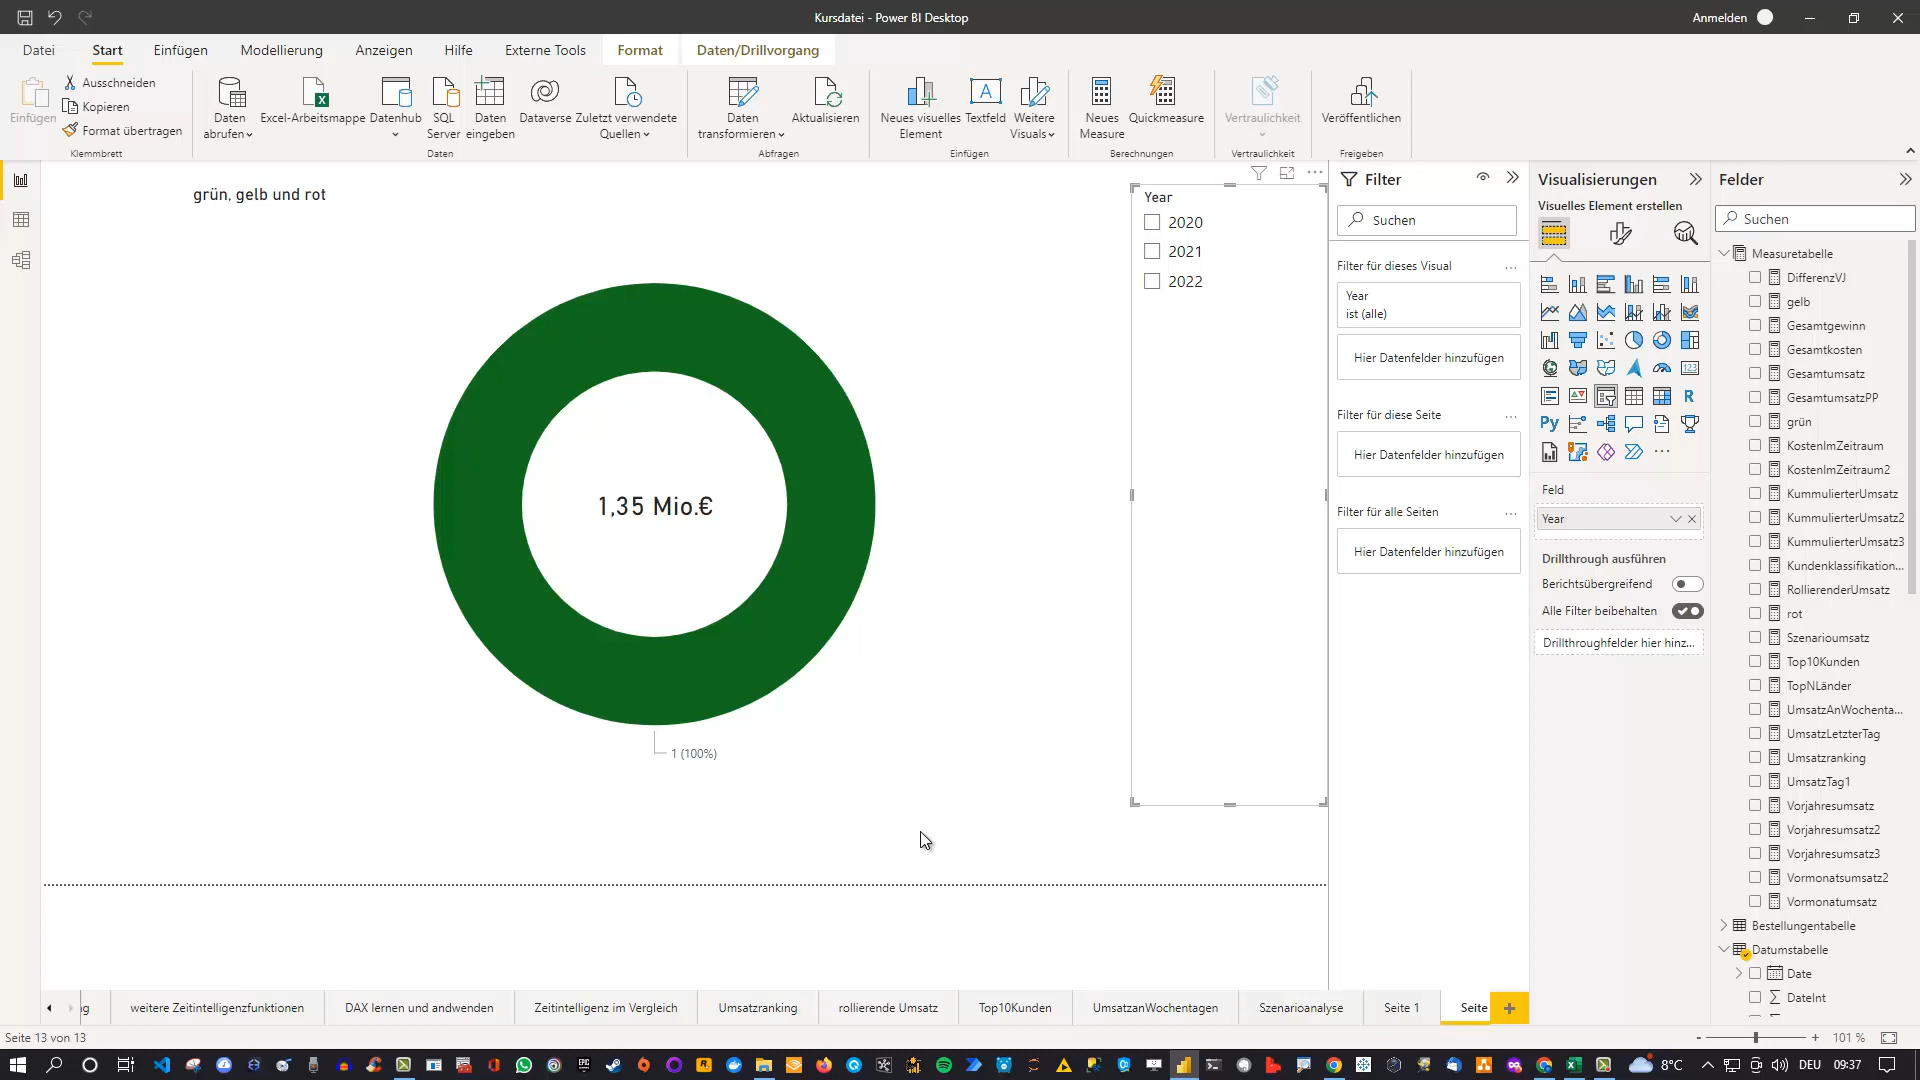 Kursdatei - Power BI Desktop
Anmelden
Datei Start Einfügen Modellierung Anzeigen Hilfe Externe Tools Format Daten/Drillvorgang
Einfügen
Ausschneiden
Kopieren
Format übertragen
Klemmbrett
Daten abrufen
Excel-Arbeitsmappe
Datenhub
SQL Server
Daten eingeben
Dataverse
Zuletzt verwendete Quellen
Daten
Daten transformieren
Aktualisieren
Abfragen
Neues visuelles Element
Textfeld
Weitere Visuals
Einfügen
Neues Measure
Quickmeasure
Berechnungen
Vertraulichkeit
Vertraulichkeit
Veröffentlichen
Freigeben
grün, gelb und rot
1,35 Mio.€
1 (100%)
Year
2020
2021
2022
Filter
Suchen
Filter für dieses Visual
Year
ist (alle)
Hier Datenfelder hinzufügen
Filter für diese Seite
Hier Datenfelder hinzufügen
Filter für alle Seiten
Hier Datenfelder hinzufügen
Visualisierungen
Visuelles Element erstellen
123
R
Py
Feld
Year
Drillthrough ausführen
Berichtsübergreifend
Alle Filter beibehalten
Drillthroughfelder hier hinz...
Felder
Suchen
Measuretabelle
DifferenzVJ
gelb
Gesamtgewinn
Gesamtkosten
Gesamtumsatz
GesamtumsatzPP
grün
KostenImZeitraum
KostenImZeitraum2
KummulierterUmsatz
KummulierterUmsatz2
KummulierterUmsatz3
Kundenklassifikation...
RollierenderUmsatz
rot
Szenarioumsatz
Top10Kunden
TopNLänder
UmsatzAnWochenta...
UmsatzLetzterTag
Umsatzranking
UmsatzTag1
Vorjahresumsatz
Vorjahresumsatz2
Vorjahresumsatz3
Vormonatsumsatz2
Vormonatumsatz
Bestellungentabelle
Datumstabelle
Date
DateInt
g weitere Zeitintelligenzfunktionen DAX lernen und andwenden Zeitintelligenz im Vergleich Umsatzranking rollierende Umsatz Top10Kunden UmsatzanWochentagen Szenarioanalyse Seite 1 Seite
Seite 13 von 13
- + 101 %
8°C DEU 09:37